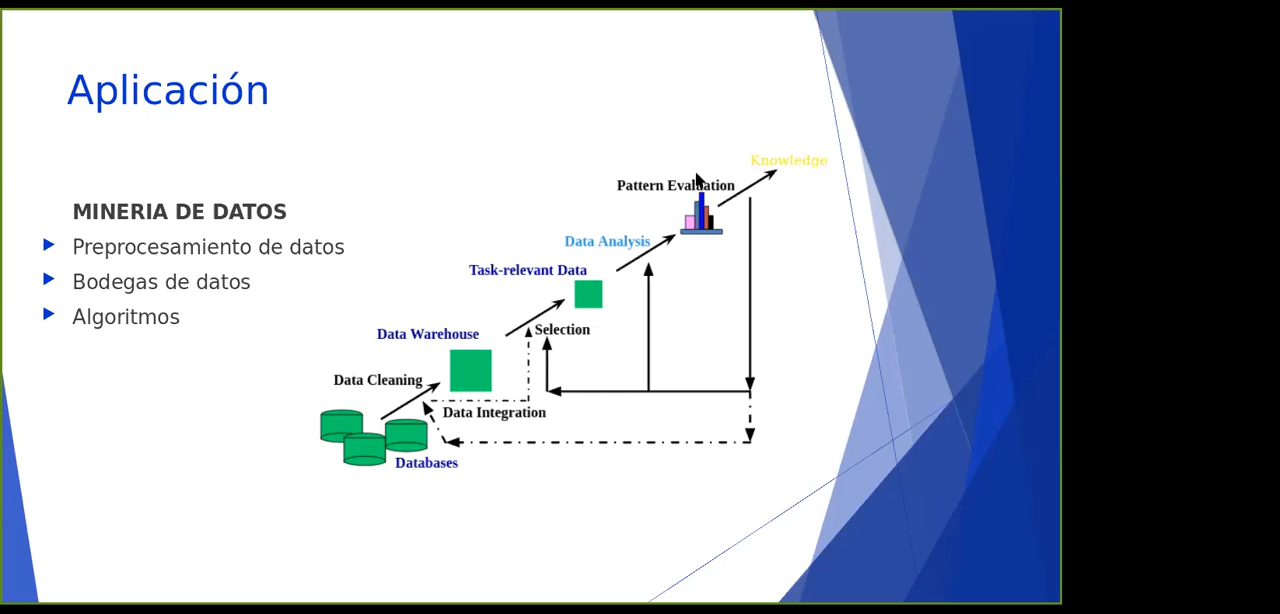 Aplicación
MINERIA DE DATOS
Preprocesamiento de datos
Bodegas de datos
Algoritmos
Knowledge
Pattern Evaluation
Data Analysis
Task-relevant Data
Selection
Data Warehouse
Data Cleaning
Data Integration
Databases